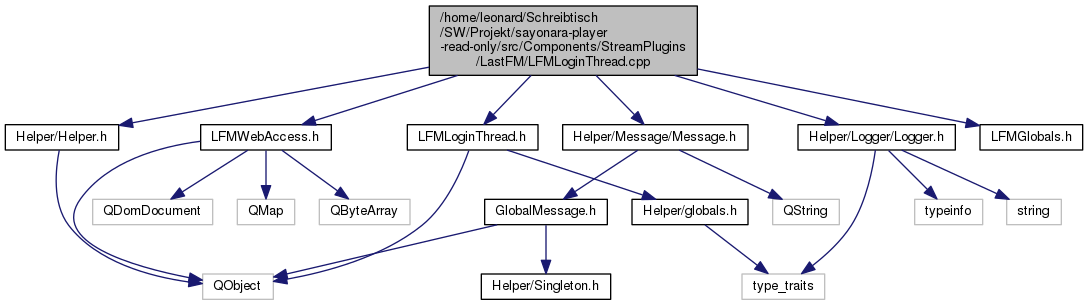 /home/leonard/Schreibtisch
/SW/Projekt/sayonara-player
-read-only/src/Components/StreamPlugins
/LastFM/LFMLoginThread.cpp
Helper/Helper.h
LFMWebAccess.h
LFMLoginThread.h
Helper/Message/Message.h
Helper/Logger/Logger.h
LFMGlobals.h
QDomDocument
QMap
QByteArray
GlobalMessage.h
Helper/globals.h
QString
typeinfo
string
QObject
Helper/Singleton.h
type_traits